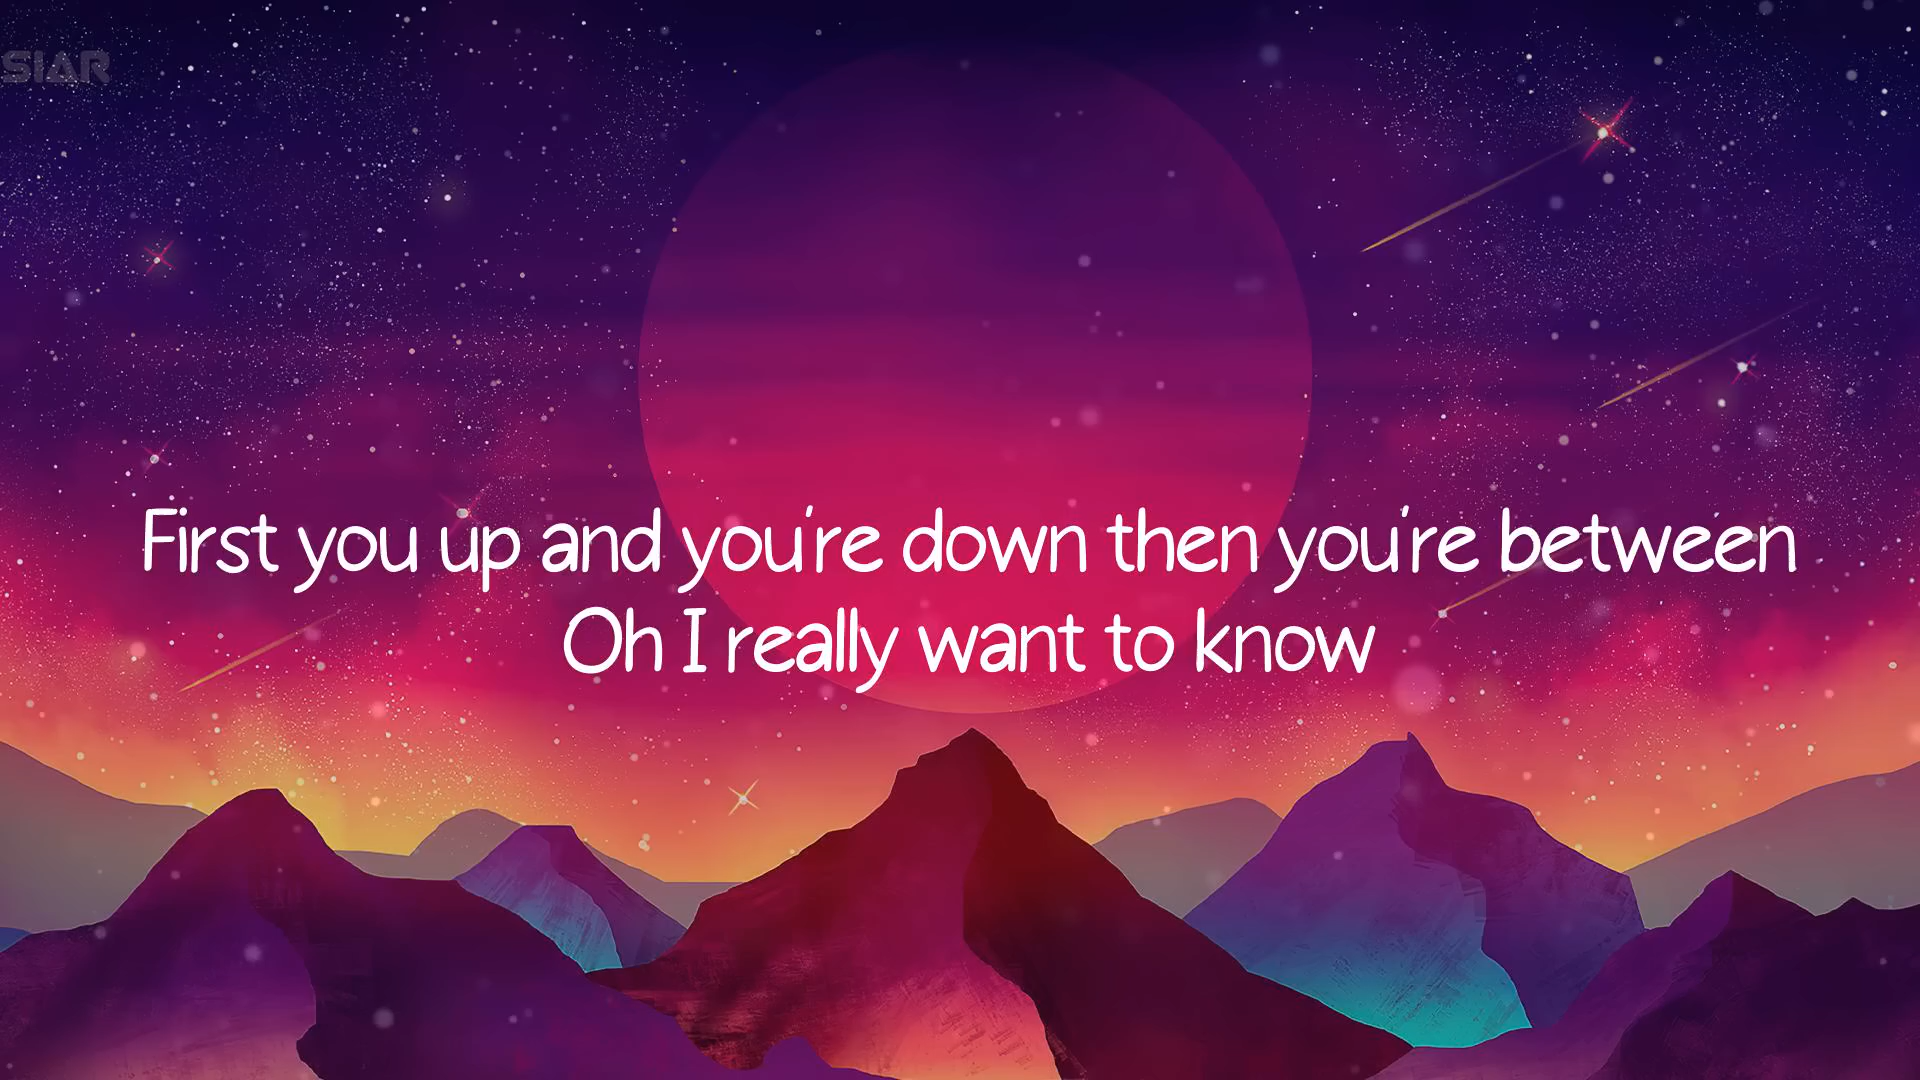 SIAR
First you up and you're down then you're between
Oh I really want to know